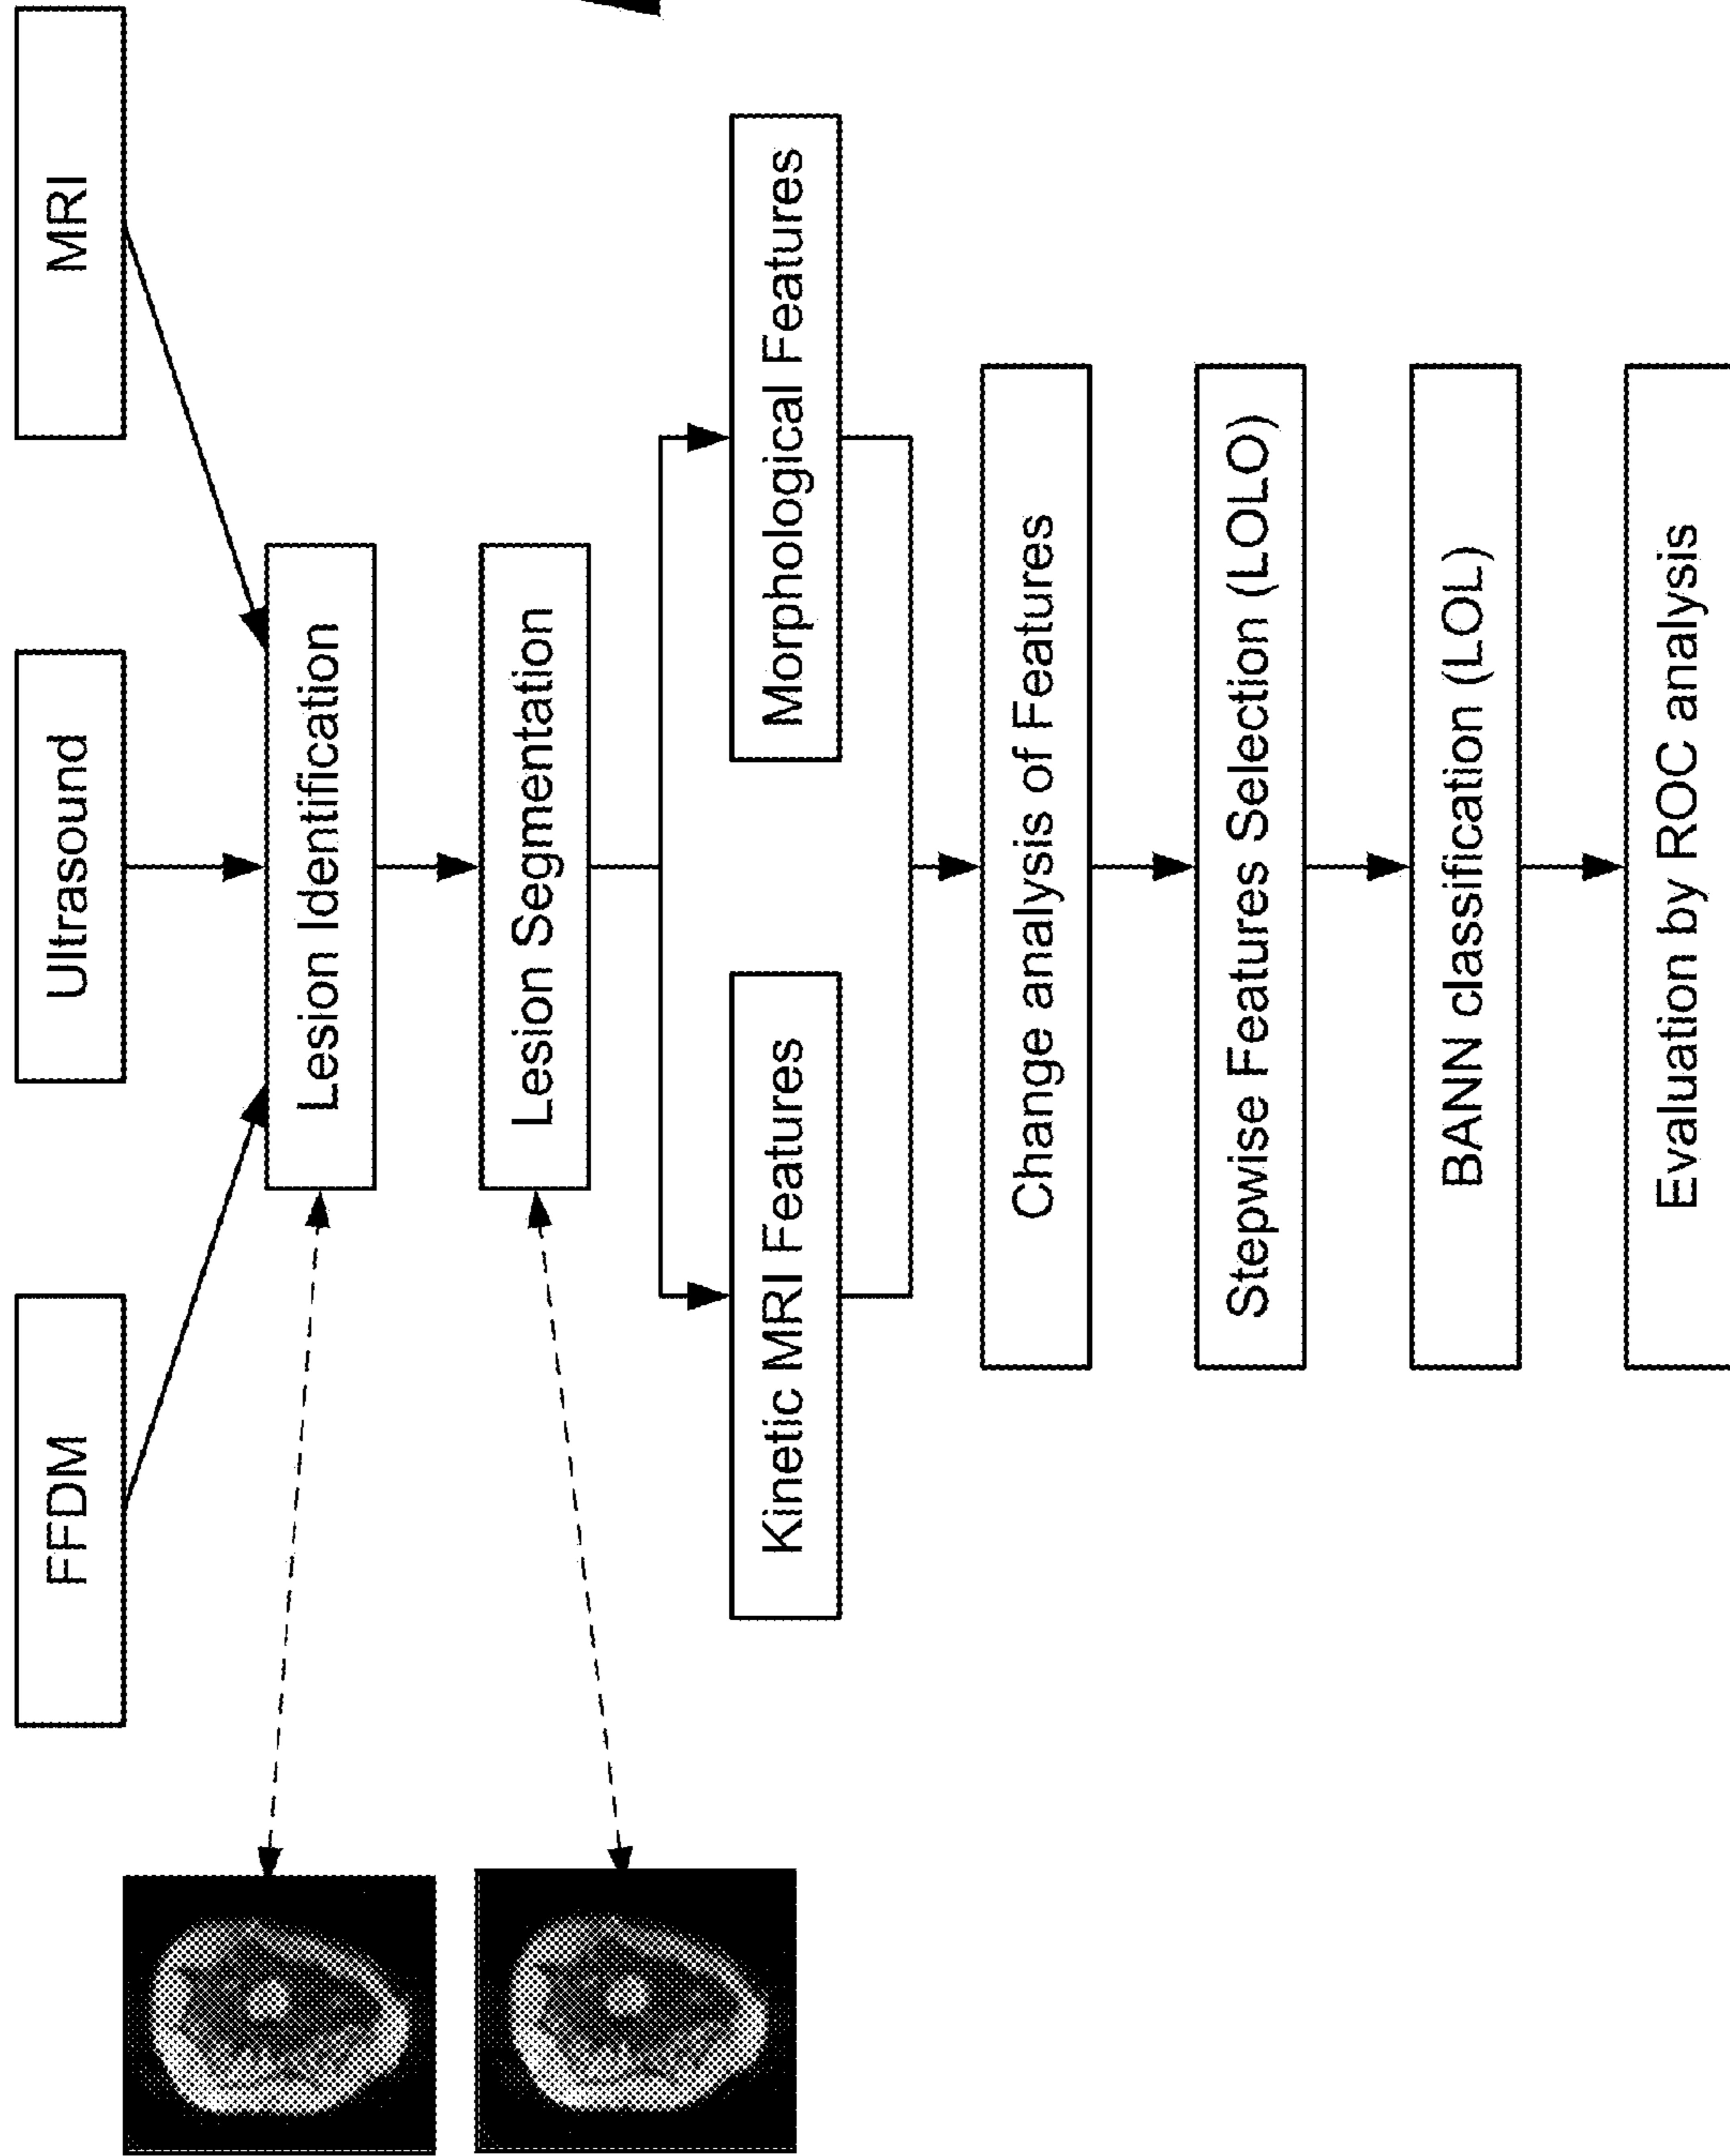 FFDM
Ultrasound
MRI
Lesion Identification
Lesion Segmentation
Kinetic MRI Features
Morphological Features
Change analysis of Features
Stepwise Features Selection (LOLO)
BANN classification (LOL)
Evaluation by ROC analysis